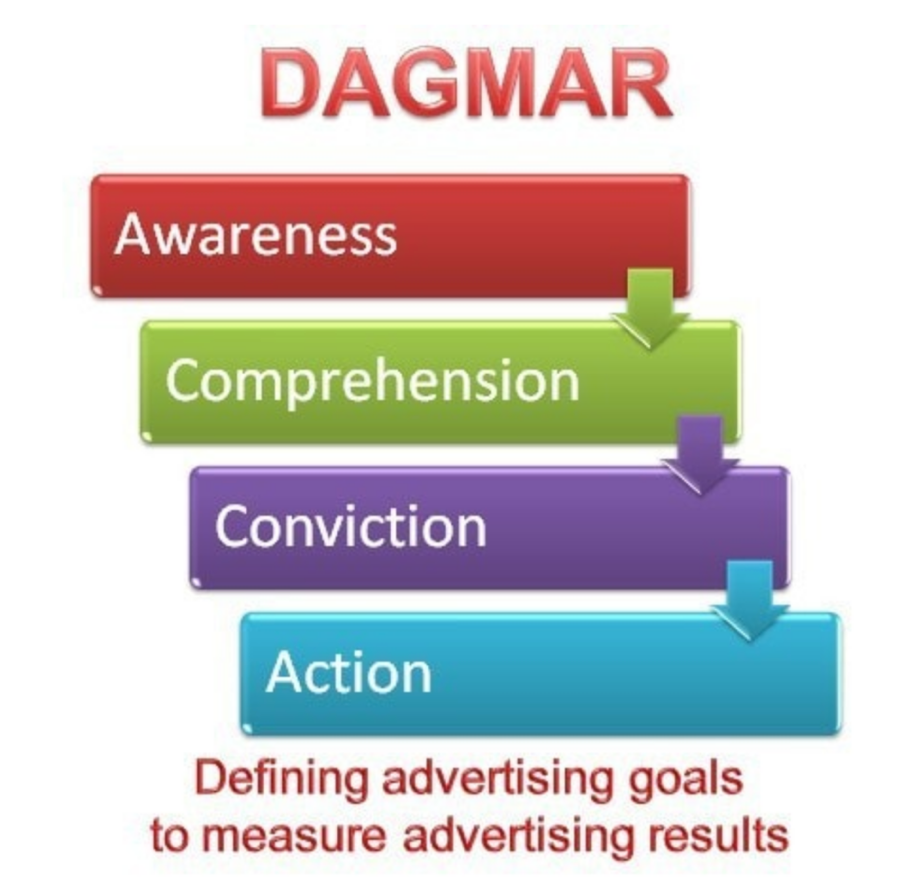 DAGMAR
Awareness
Comprehension
Conviction
Action
Defining advertising goals
to measure advertising results